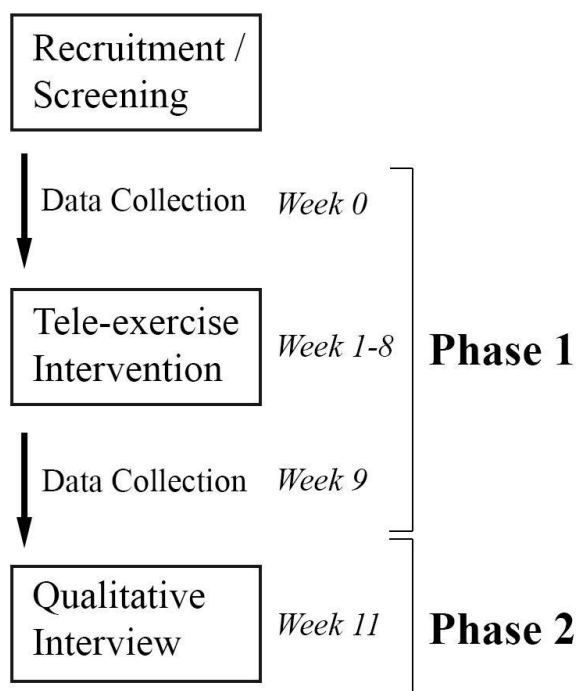 Recruitment /
Screening
Data Collection Week 0
Tele-exercise
Intervention
Week 1-8
Phase 1
Data Collection Week 9
Qualitative
Interview
Week 11
Phase 2